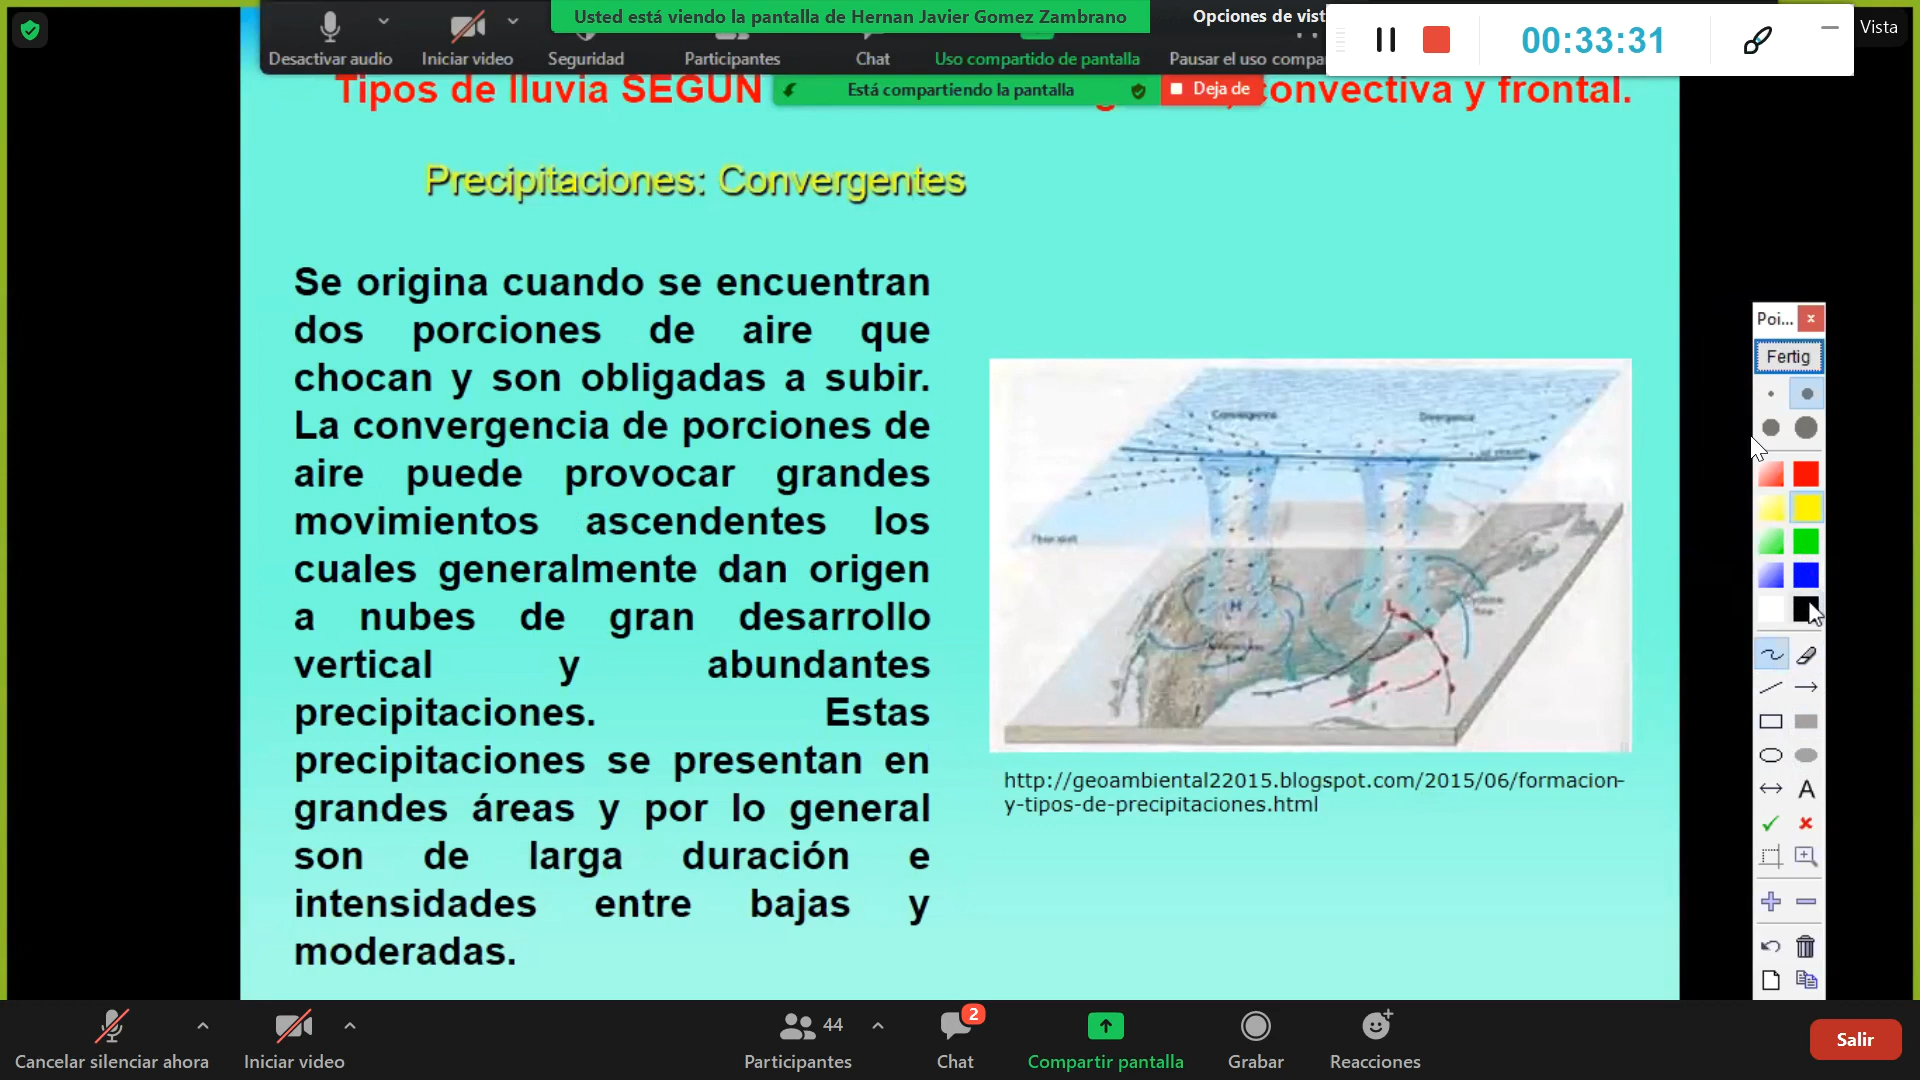 Usted está viendo la pantalla de Hernan Javier Gomez Zambrano
Opciones de vist
00:33:31
Vista
Desactivar audio
Iniciar video
Seguridad
Participantes
Chat
Uso compartido de pantalla
Pausar el uso compa
Tipos de lluvia SEGÚN
Está compartiendo la pantalla
Deja de
convectiva y frontal.
Precipitaciones: Convergentes
Se origina cuando se encuentran
dos porciones de aire que
chocan y son obligadas a subir.
La convergencia de porciones de
aire puede provocar grandes
movimientos ascendentes los
cuales generalmente dan origen
a nubes de gran desarrollo
vertical y abundantes
precipitaciones. Estas
precipitaciones se presentan en
grandes áreas y por lo general
son de larga duración e
intensidades entre bajas y
moderadas.
Convergence
Divergence
H
L
http://geoambiental22015.blogspot.com/2015/06/formacion-
y-tipos-de-precipitaciones.html
Poi...
Fertig
A
Cancelar silenciar ahora
Iniciar video
44
Participantes
2
Chat
Compartir pantalla
Grabar
Reacciones
Salir